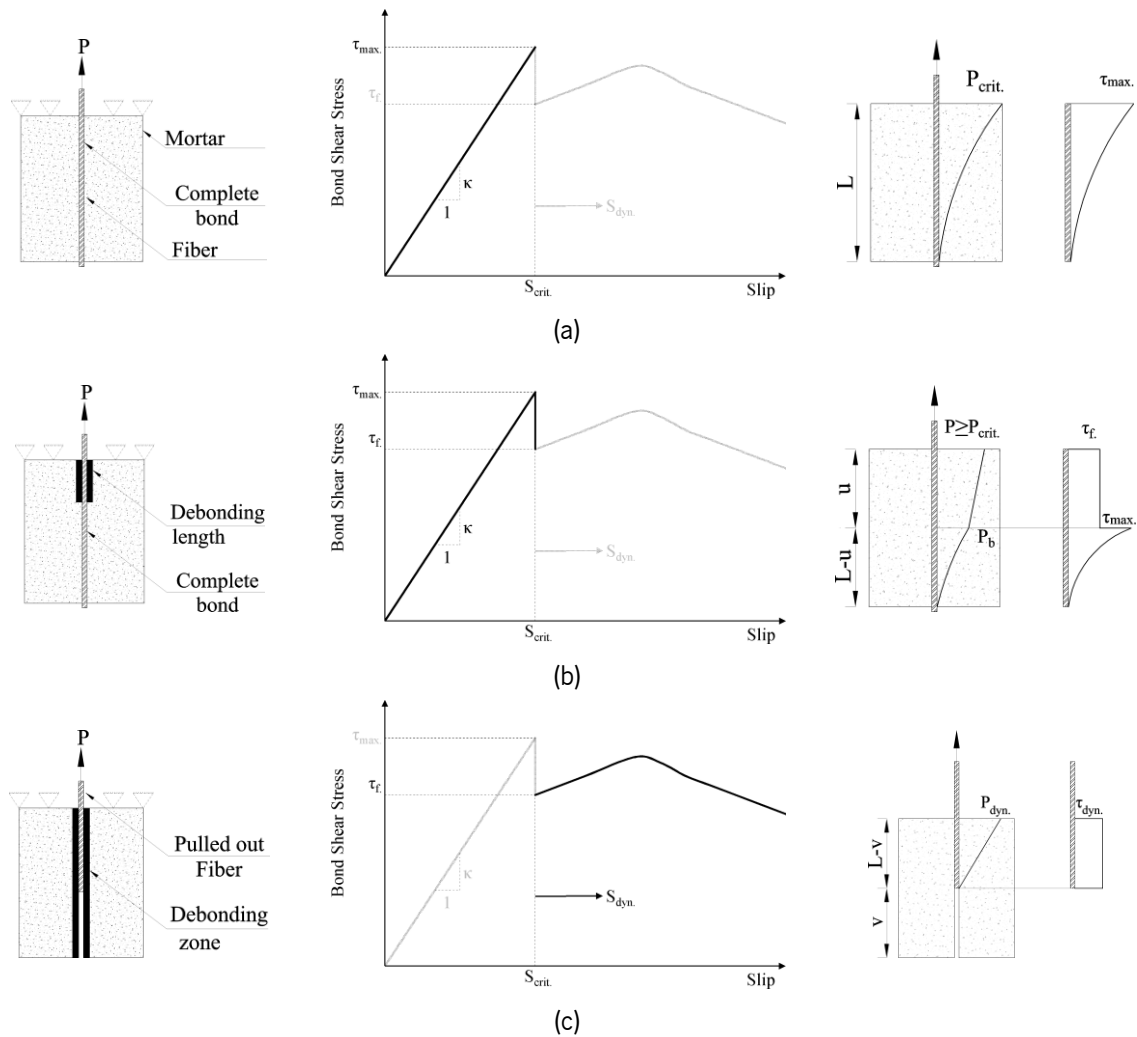 P
Mortar
Complete
bond
Fiber
Bond Shear Stress
τmax.
τf.
κ
1
Sdyn.
Scrit.
Slip
L
Pcrit.
τmax.
(a)
P
Debonding
length
Complete
bond
Bond Shear Stress
τmax.
τf.
κ
1
Sdyn.
Scrit.
Slip
u
L-u
P≥Pcrit.
Pb
τf.
τmax.
(b)
P
Pulled out
Fiber
Debonding
zone
Bond Shear Stress
τmax.
τf.
κ
1
Sdyn.
Scrit.
Slip
L-v
v
Pdyn.
τdyn.
(c)